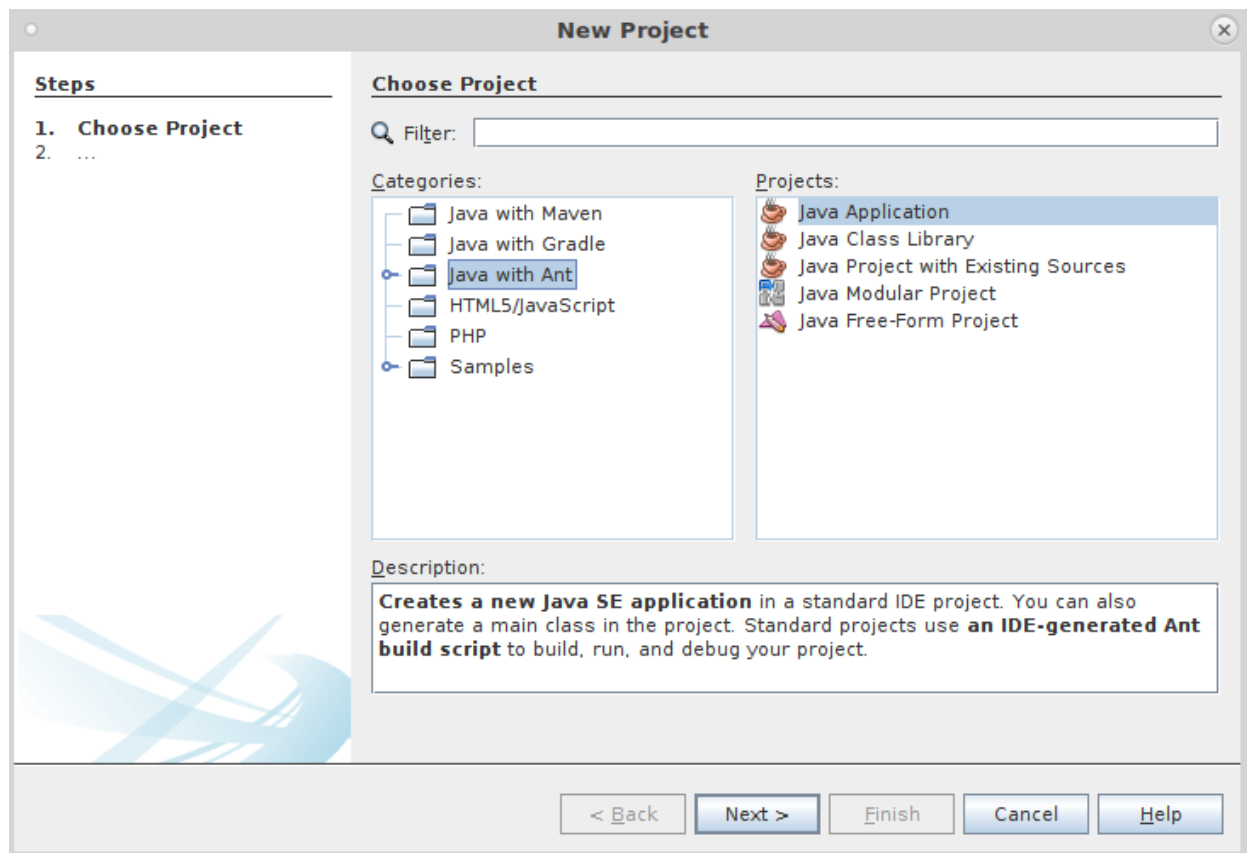 New Project
Steps
1. Choose Project
2. ...
Choose Project
Filter:
Categories:
Java with Maven
Java with Gradle
Java with Ant
HTML5/JavaScript
PHP
Samples
Projects:
Java Application
Java Class Library
Java Project with Existing Sources
Java Modular Project
Java Free-Form Project
Description:
Creates a new Java SE application in a standard IDE project. You can also
generate a main class in the project. Standard projects use an IDE-generated Ant
build script to build, run, and debug your project.
< Back Next > Finish Cancel Help